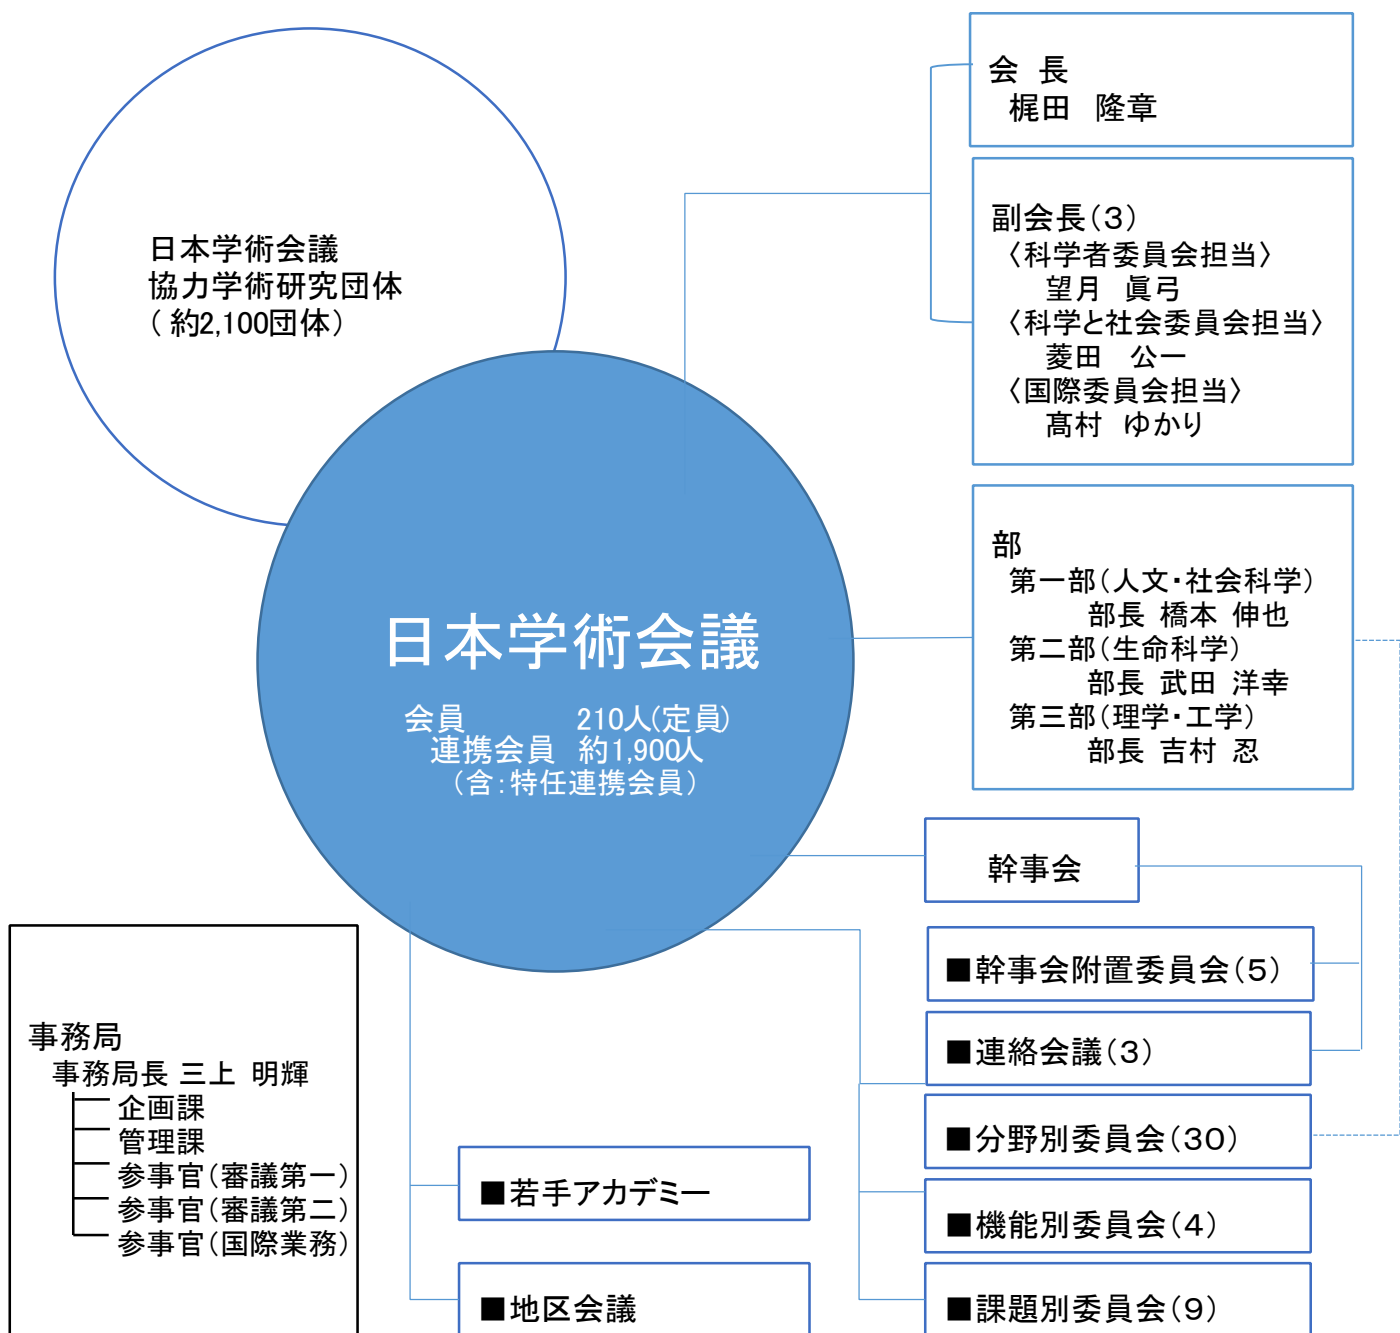 日本学術会議
協力学術研究団体
( 約2,100団体)
会 長
梶田 隆章
副会長(3)
〈科学者委員会担当〉
望月 眞弓
〈科学と社会委員会担当〉
菱田 公一
〈国際委員会担当〉
髙村 ゆかり
部
第一部(人文・社会科学)
部長 橋本 伸也
第二部(生命科学)
部長 武田 洋幸
第三部(理学・工学)
部長 吉村 忍
日本学術会議
会員 210人(定員)
連携会員 約1,900人
(含:特任連携会員)
幹事会
■幹事会附置委員会(5)
■連絡会議(3)
■分野別委員会(30)
■機能別委員会(4)
■課題別委員会(9)
■若手アカデミー
■地区会議
事務局
事務局長 三上 明輝
企画課
管理課
参事官(審議第一)
参事官(審議第二)
参事官(国際業務)